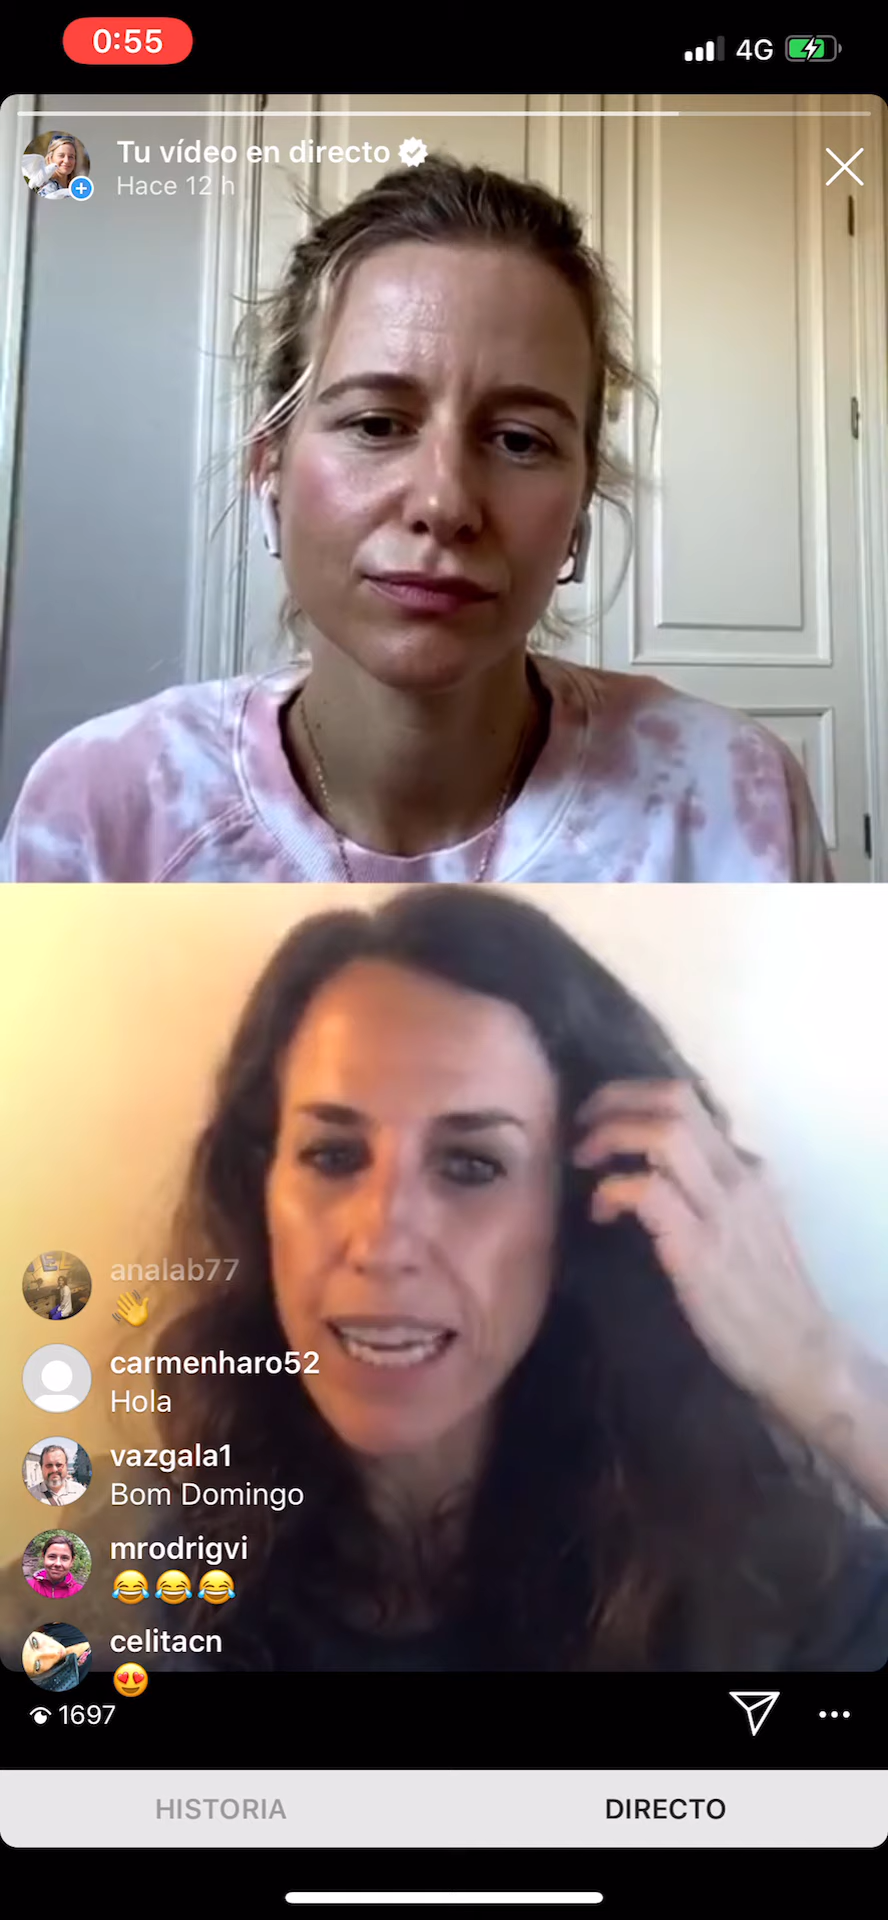 0:55
4G
Tu vídeo en directo
Hace 12 h
analab77
👋
carmenharo52
Hola
vazgala1
Bom Domingo
mrodrigvi
😂😂😂
celitacn
😍
1697
HISTORIA
DIRECTO